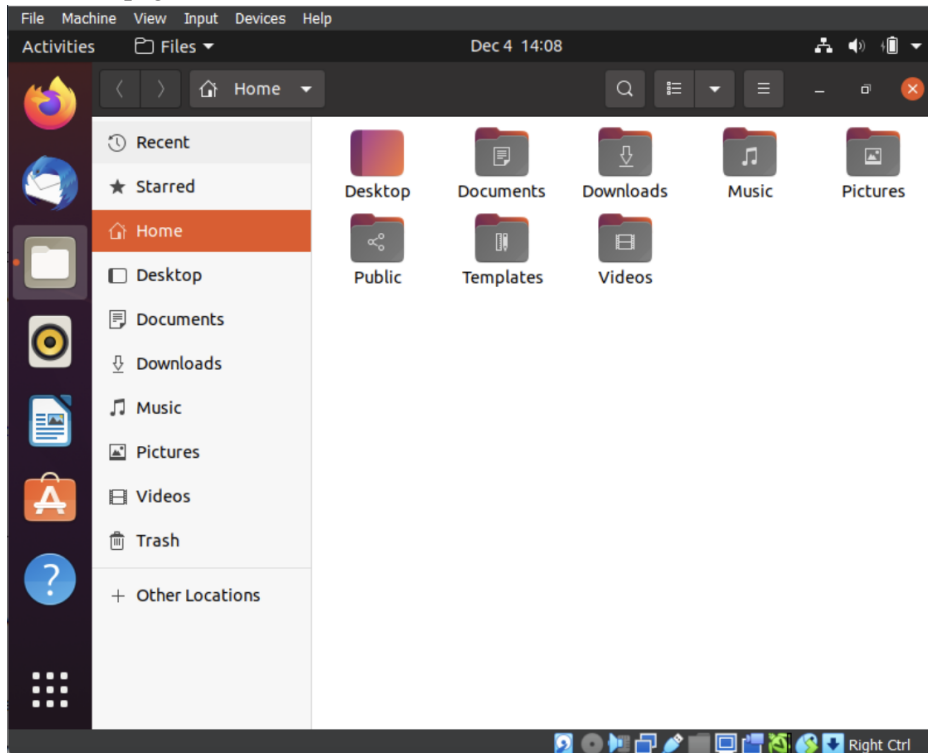 File Machine View Input Devices Help
Activities Files Dec 4 14:08
Home
Recent
Starred
Home
Desktop
Documents
Downloads
Music
Pictures
Videos
Trash
+ Other Locations
Desktop Documents Downloads Music Pictures
Public Templates Videos
Right Ctrl